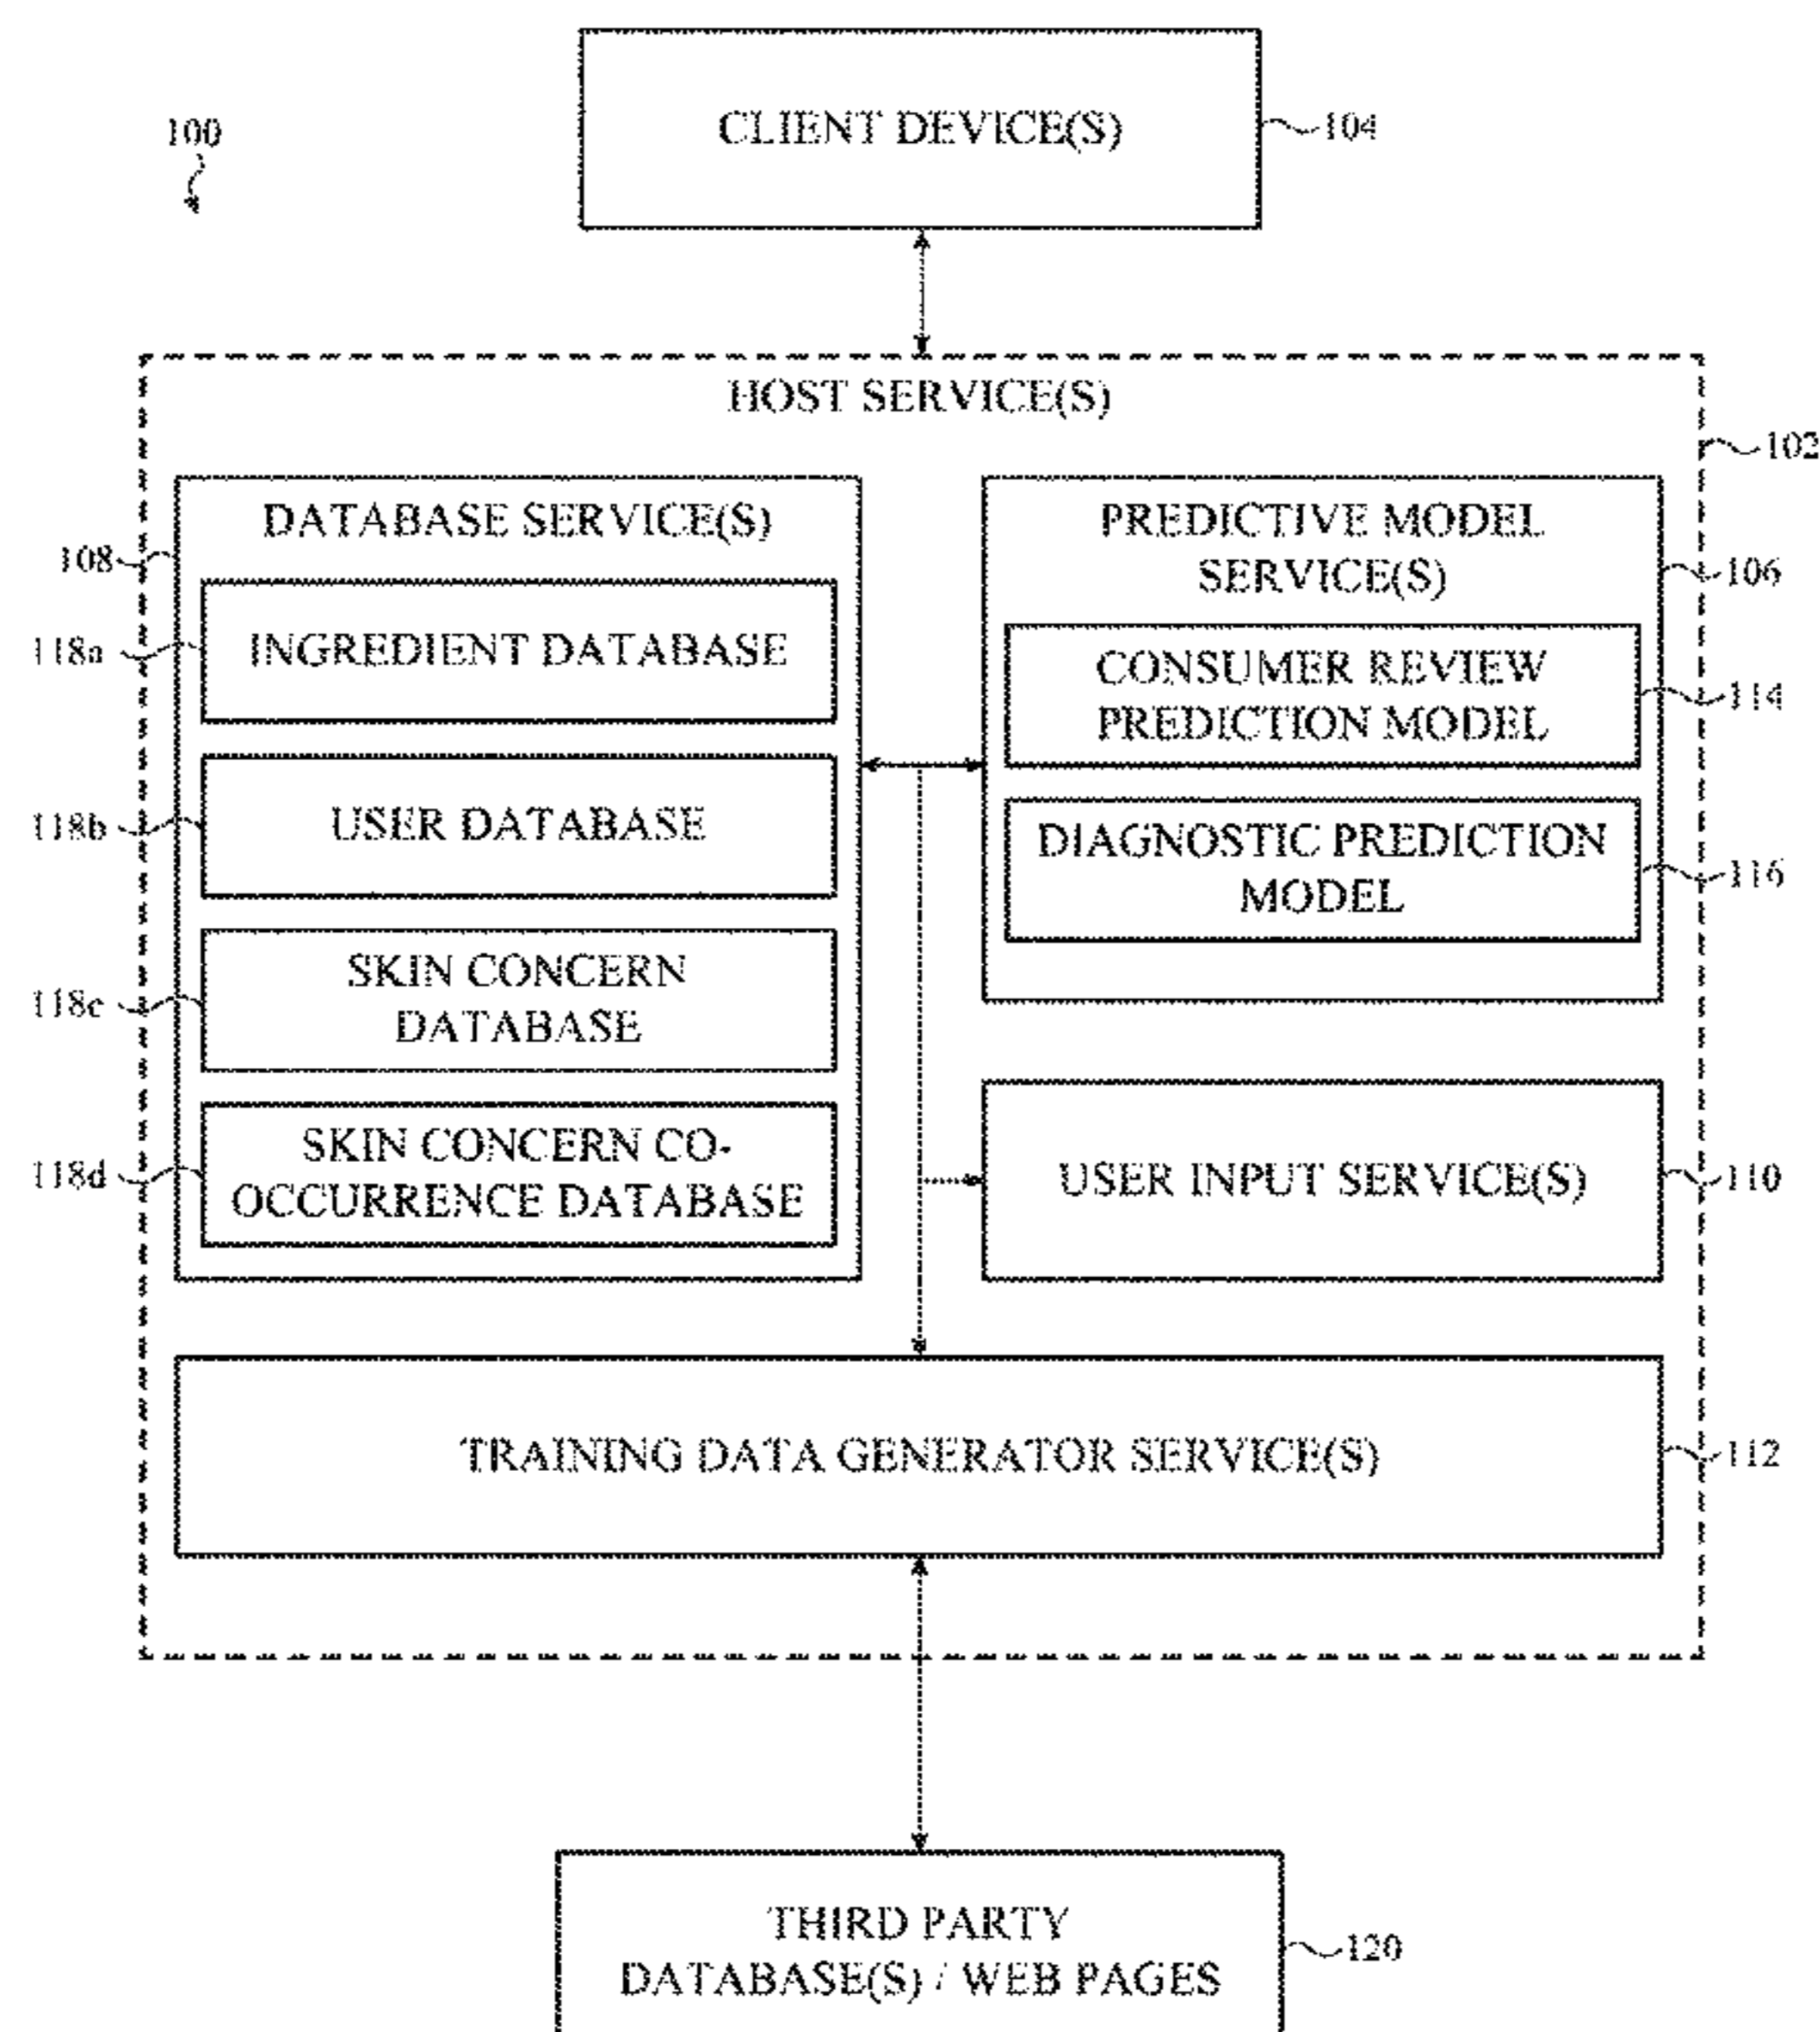 100
CLIENT DEVICE(S)
104
HOST SERVICE(S)
102
DATABASE SERVICE(S)
108
INGREDIENT DATABASE
118a
USER DATABASE
118b
SKIN CONCERN
DATABASE
118c
SKIN CONCERN CO-
OCCURRENCE DATABASE
118d
PREDICTIVE MODEL
SERVICE(S)
106
CONSUMER REVIEW
PREDICTION MODEL
114
DIAGNOSTIC PREDICTION
MODEL
116
USER INPUT SERVICE(S)
110
TRAINING DATA GENERATOR SERVICE(S)
112
THIRD PARTY
DATABASE(S) / WEB PAGES
120